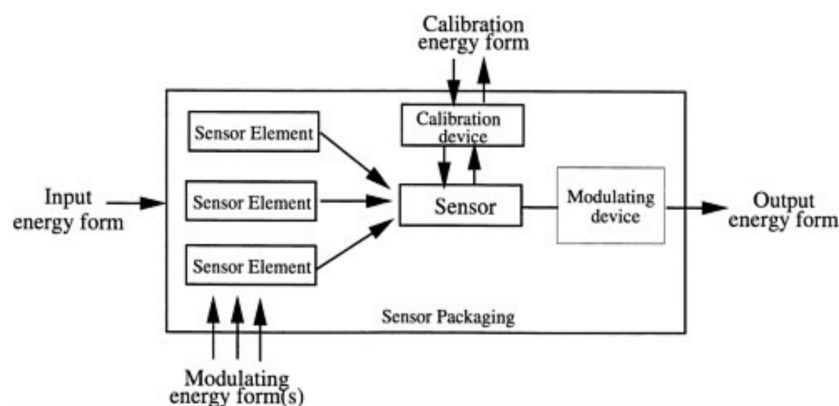 Calibration
energy form
Sensor Element
Calibration
device
Input
energy form
Sensor Element
Sensor
Modulating
device
Output
energy form
Sensor Element
Sensor Packaging
Modulating
energy form(s)